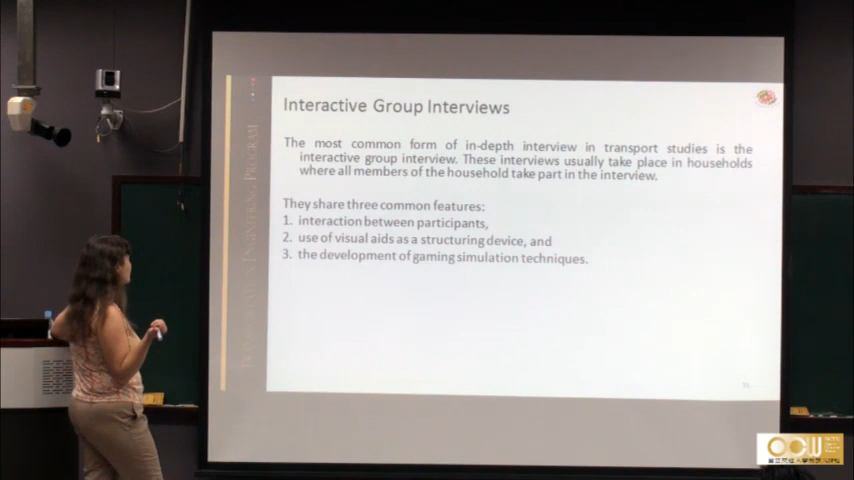 Interactive Group Interviews
The most common form of in-depth interview in transport studies is the
interactive group interview. These interviews usually take place in households
where all members of the household take part in the interview.
They share three common features:
1. interaction between participants,
2. use of visual aids as a structuring device, and
3. the development of gaming simulation techniques.
OCW